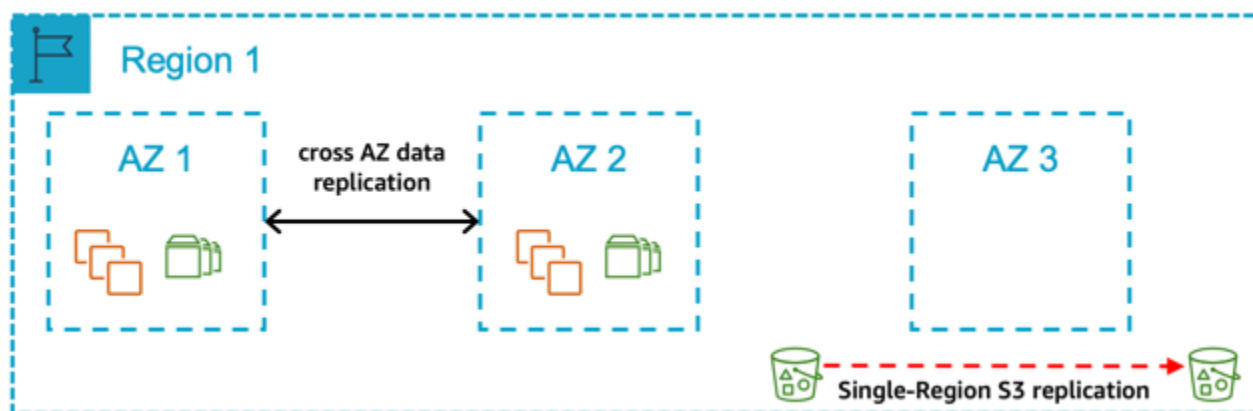 Region 1
AZ 1
cross AZ data
replication
AZ 2
AZ 3
Single-Region S3 replication